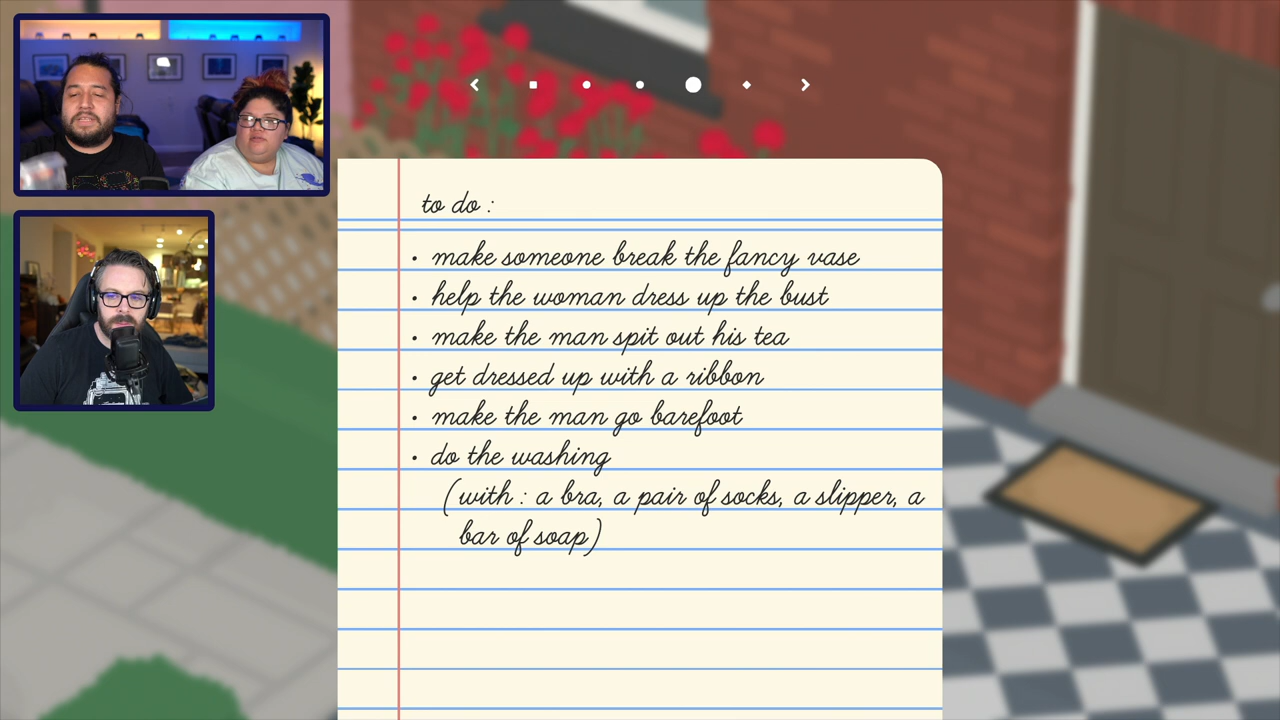 to do :
• make someone break the fancy vase
• help the woman dress up the bust
• make the man spit out his tea
• get dressed up with a ribbon
• make the man go barefoot
• do the washing
(with : a bra, a pair of socks, a slipper, a
bar of soap)